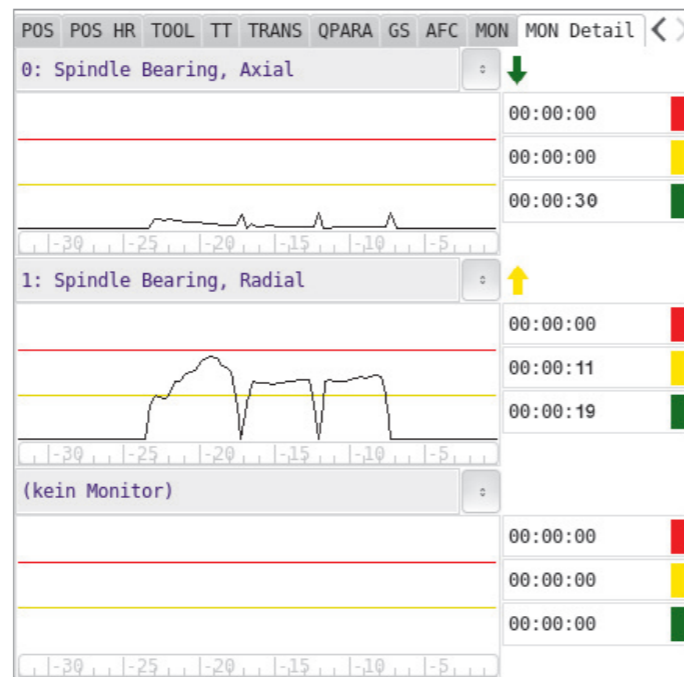 POS POS HR TOOL TT TRANS QPARA GS AFC MON MON Detail
0: Spindle Bearing, Axial
00:00:00
00:00:00
00:00:30
-30 -25 -20 -15 -10 -5
1: Spindle Bearing, Radial
00:00:00
00:00:11
00:00:19
-30 -25 -20 -15 -10 -5
(kein Monitor)
00:00:00
00:00:00
00:00:00
-30 -25 -20 -15 -10 -5